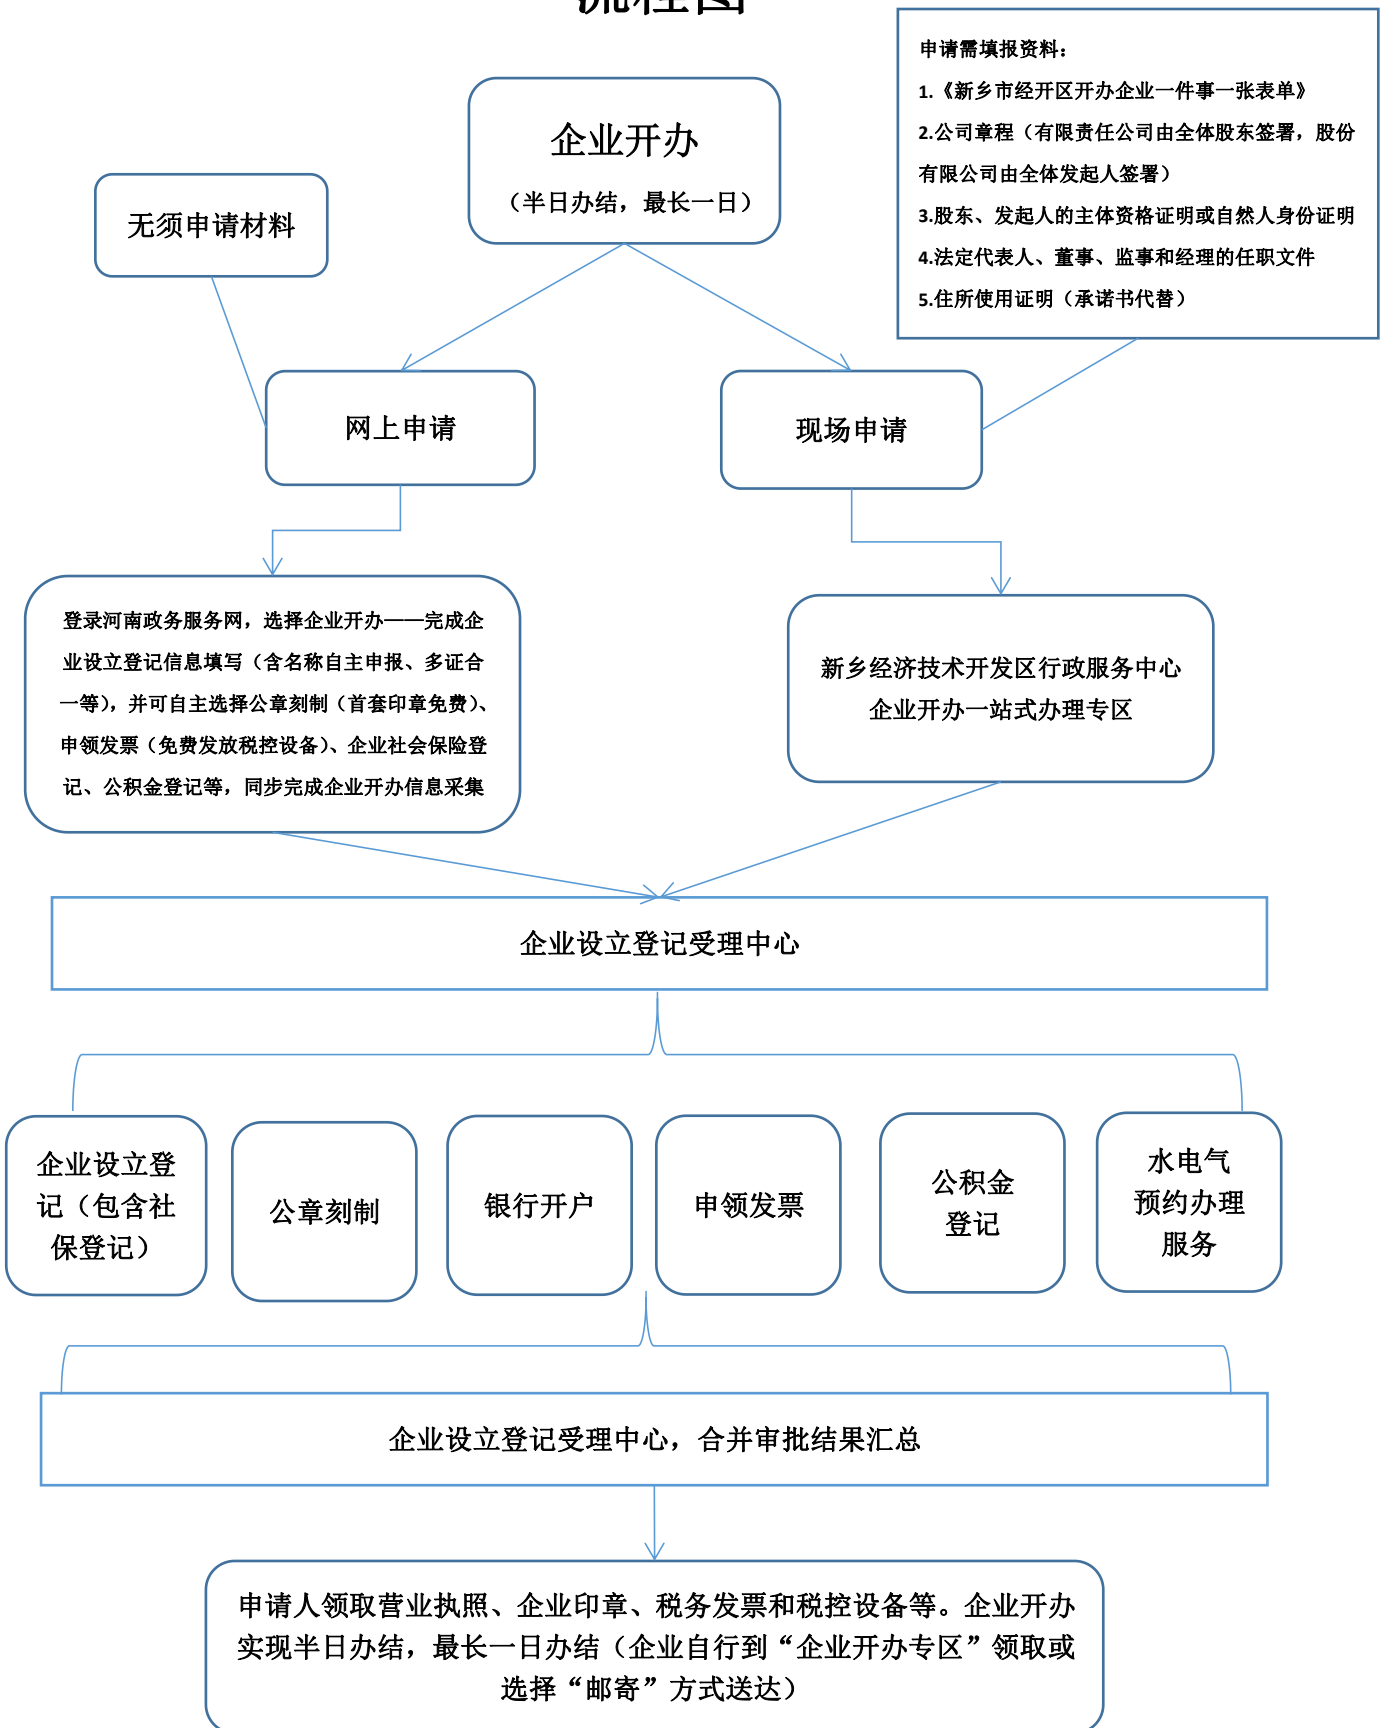 流程图
申请需填报资料：
1.《新乡市经开区开办企业一件事一张表单》
2.公司章程（有限责任公司由全体股东签署，股份
有限公司由全体发起人签署）
3.股东、发起人的主体资格证明或自然人身份证明
4.法定代表人、董事、监事和经理的任职文件
5.住所使用证明（承诺书代替）
企业开办
（半日办结，最长一日）
无须申请材料
网上申请
现场申请
登录河南政务服务网，选择企业开办——完成企
业设立登记信息填写（含名称自主申报、多证合
一等），并可自主选择公章刻制（首套印章免费）、
申领发票（免费发放税控设备）、企业社会保险登
记、公积金登记等，同步完成企业开办信息采集
新乡经济技术开发区行政服务中心
企业开办一站式办理专区
企业设立登记受理中心
企业设立登
记（包含社
保登记）
公章刻制
银行开户
申领发票
公积金
登记
水电气
预约办理
服务
企业设立登记受理中心，合并审批结果汇总
申请人领取营业执照、企业印章、税务发票和税控设备等。企业开办
实现半日办结，最长一日办结（企业自行到“企业开办专区”领取或
选择“邮寄”方式送达）